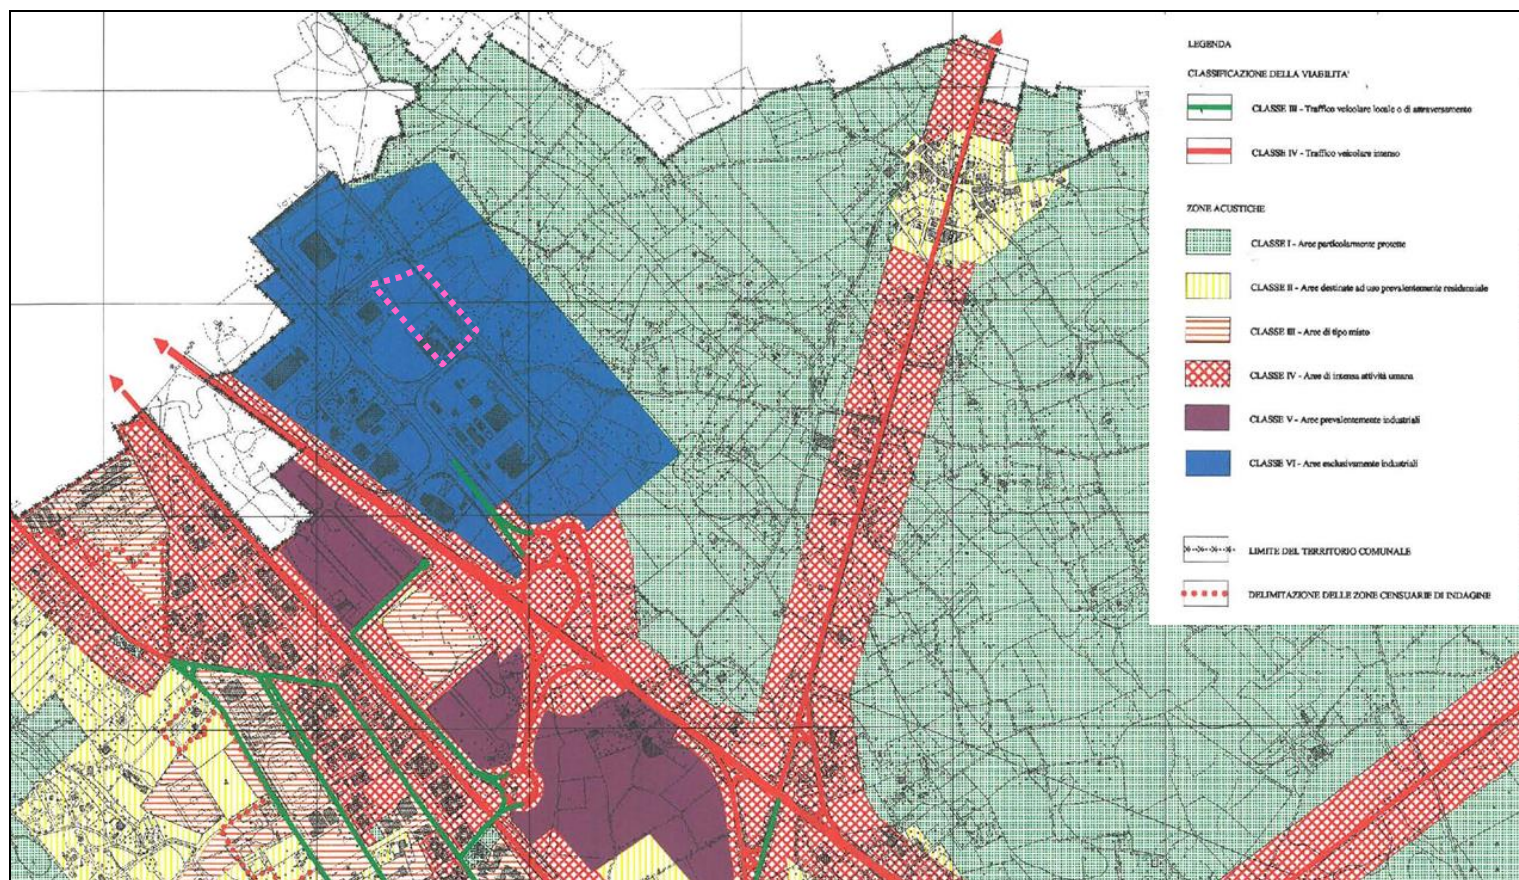 LEGENDA
CLASSIFICAZIONE DELLA VIABILITA'
CLASSE III - Traffico veicolare locale o di attraversamento
CLASSE IV - Traffico veicolare intenso
ZONE ACUSTICHE
CLASSE I - Aree particolarmente protette
CLASSE II - Aree destinate ad uso prevalentemente residenziale
CLASSE III - Aree di tipo misto
CLASSE IV - Aree di intensa attività umana
CLASSE V - Aree prevalentemente industriali
CLASSE VI - Aree esclusivamente industriali
LIMITE DEL TERRITORIO COMUNALE
DELIMITAZIONE DELLE ZONE CENSUARIE DI INDAGINE